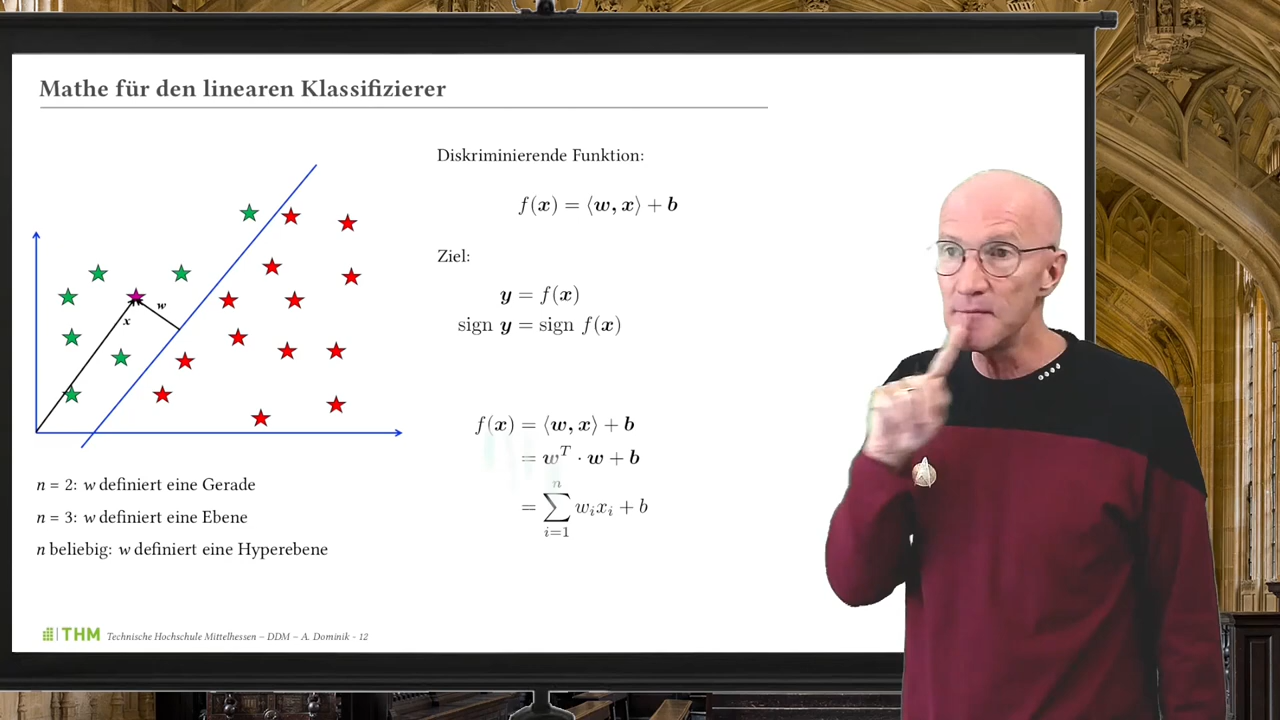 Mathe für den linearen Klassifizierer
Diskriminierende Funktion:
f(x) = ⟨w, x⟩ + b
Ziel:
y = f(x)
sign y = sign f(x)
w
x
f(x) = ⟨w, x⟩ + b
= w^T · w + b
= ∑_{i=1}^{n} w_i x_i + b
n = 2: w definiert eine Gerade
n = 3: w definiert eine Ebene
n beliebig: w definiert eine Hyperebene
THM Technische Hochschule Mittelhessen – DDM – A. Dominik - 12